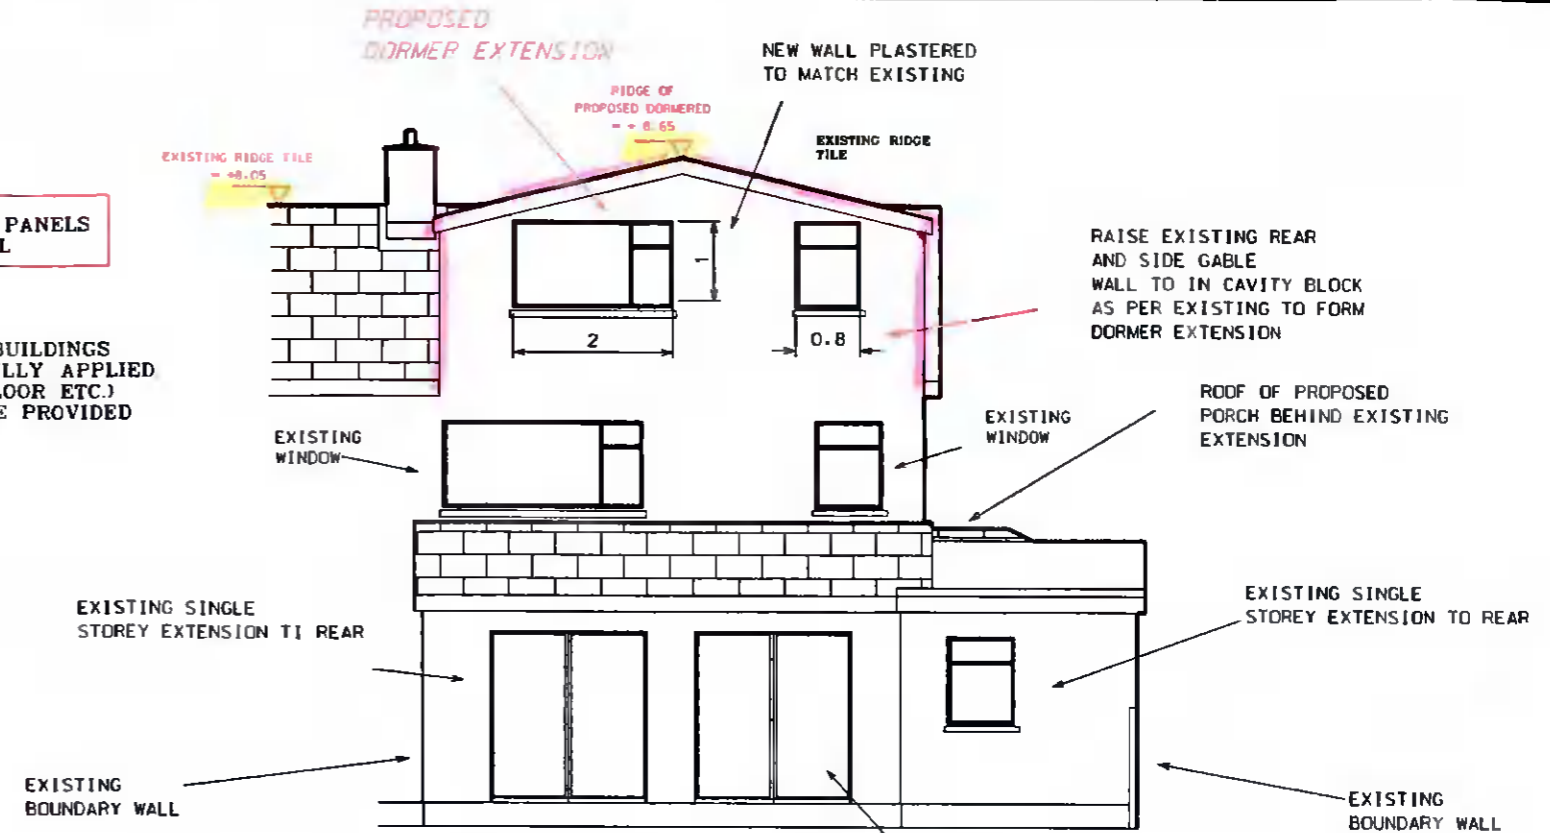 PROPOSED
DORMER EXTENSION
NEW WALL PLASTERED
TO MATCH EXISTING
RIDGE OF
PROPOSED DORMERED
= + 8.65
EXISTING RIDGE
TILE
EXISTING RIDGE TILE
= +8.05
PANELS
L
RAISE EXISTING REAR
AND SIDE GABLE
WALL TO IN CAVITY BLOCK
AS PER EXISTING TO FORM
DORMER EXTENSION
1
2
0.8
BUILDINGS
LLY APPLIED
LOOR ETC.)
E PROVIDED
ROOF OF PROPOSED
PORCH BEHIND EXISTING
EXTENSION
EXISTING
WINDOW
EXISTING
WINDOW
EXISTING SINGLE
STOREY EXTENSION TI REAR
EXISTING SINGLE
STOREY EXTENSION TO REAR
EXISTING
BOUNDARY WALL
EXISTING
BOUNDARY WALL